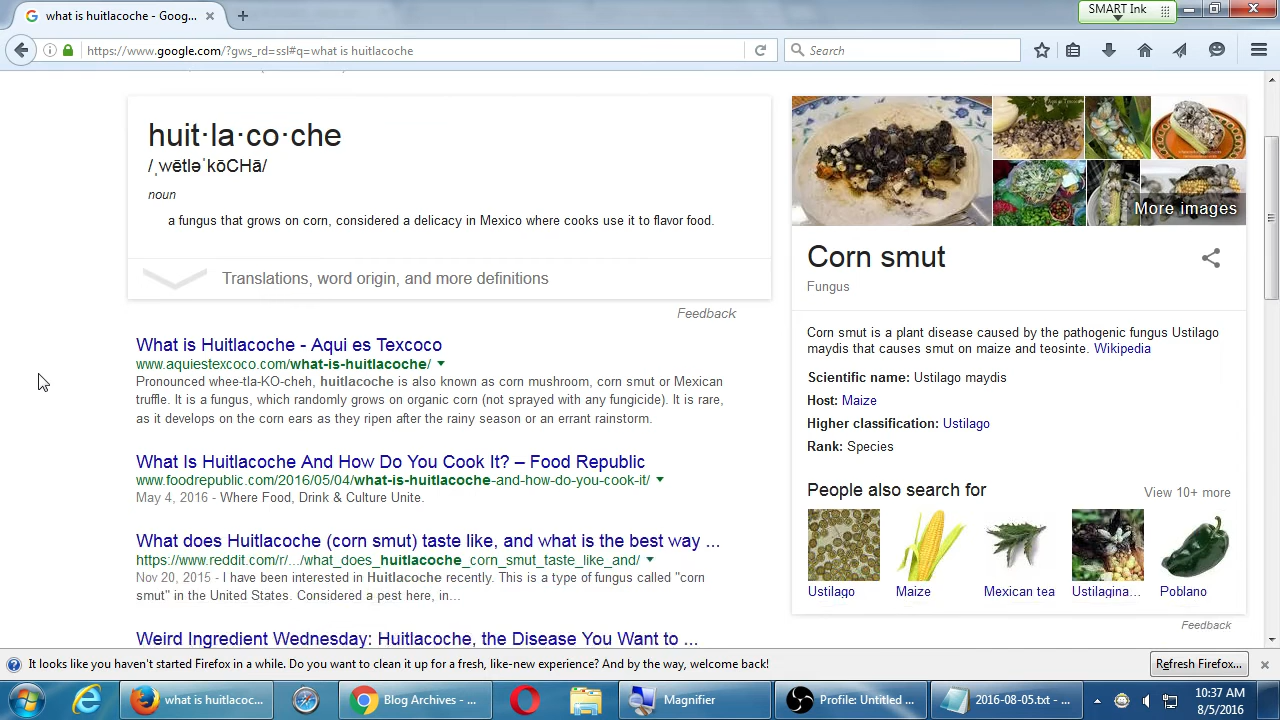 what is huitlacoche - Goog...
SMART Ink
https://www.google.com/?gws_rd=ssl#q=what is huitlacoche
Search
huit·la·co·che
/ˌwētləˈkōCHā/
noun
a fungus that grows on corn, considered a delicacy in Mexico where cooks use it to flavor food.
Translations, word origin, and more definitions
Feedback
What is Huitlacoche - Aqui es Texcoco
www.aquiestexcoco.com/what-is-huitlacoche/
Pronounced whee-tla-KO-cheh, huitlacoche is also known as corn mushroom, corn smut or Mexican
truffle. It is a fungus, which randomly grows on organic corn (not sprayed with any fungicide). It is rare,
as it develops on the corn ears as they ripen after the rainy season or an errant rainstorm.
What Is Huitlacoche And How Do You Cook It? – Food Republic
www.foodrepublic.com/2016/05/04/what-is-huitlacoche-and-how-do-you-cook-it/
May 4, 2016 - Where Food, Drink & Culture Unite.
What does Huitlacoche (corn smut) taste like, and what is the best way ...
https://www.reddit.com/r/.../what_does_huitlacoche_corn_smut_taste_like_and/
Nov 20, 2015 - I have been interested in Huitlacoche recently. This is a type of fungus called "corn
smut" in the United States. Considered a pest here, in...
Weird Ingredient Wednesday: Huitlacoche, the Disease You Want to ...
More images
Corn smut
Fungus
Corn smut is a plant disease caused by the pathogenic fungus Ustilago
maydis that causes smut on maize and teosinte. Wikipedia
Scientific name: Ustilago maydis
Host: Maize
Higher classification: Ustilago
Rank: Species
People also search for
View 10+ more
Ustilago
Maize
Mexican tea
Ustilagina...
Poblano
Feedback
It looks like you haven't started Firefox in a while. Do you want to clean it up for a fresh, like-new experience? And by the way, welcome back!
Refresh Firefox...
what is huitlacoc...
Blog Archives - ...
Magnifier
Profile: Untitled ...
2016-08-05.txt - ...
10:37 AM
8/5/2016